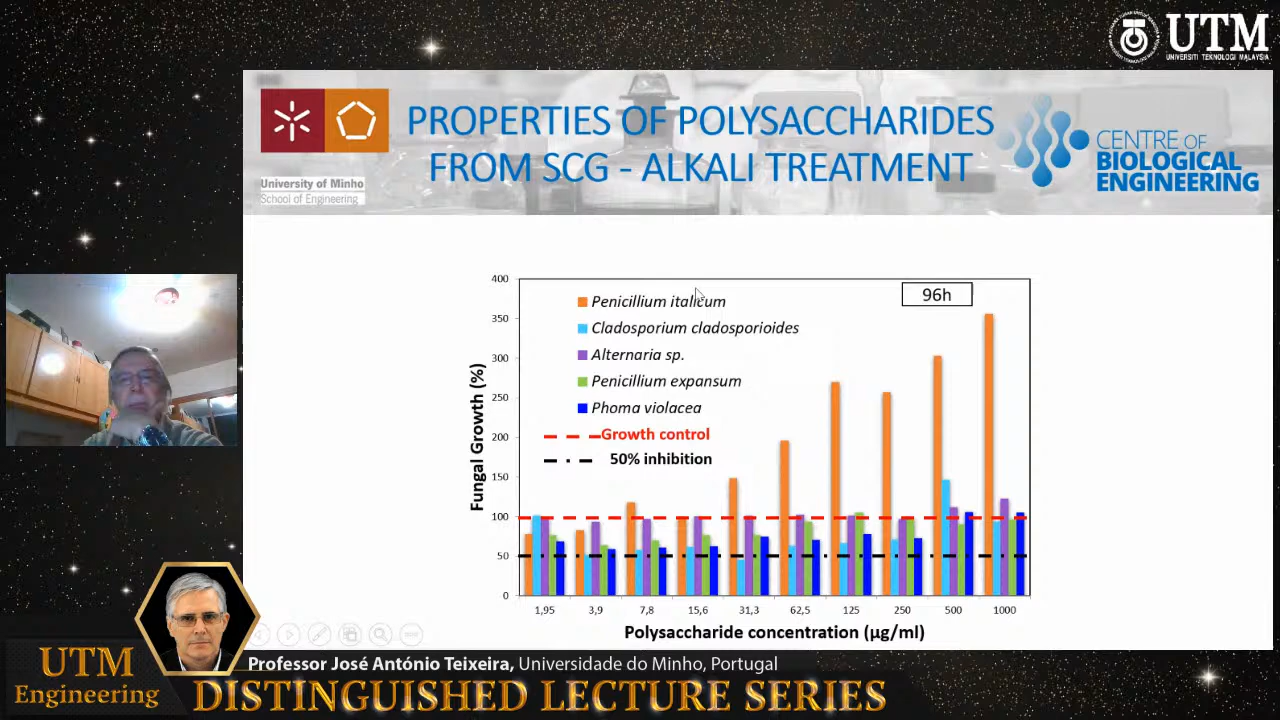 UTM
UNIVERSITI TEKNOLOGI MALAYSIA
PROPERTIES OF POLYSACCHARIDES
FROM SCG - ALKALI TREATMENT
University of Minho
School of Engineering
CENTRE OF
BIOLOGICAL
ENGINEERING
400
350
300
250
200
150
100
50
0
Fungal Growth (%)
96h
Penicillium italicum
Cladosporium cladosporioides
Alternaria sp.
Penicillium expansum
Phoma violacea
Growth control
50% inhibition
1,95 3,9 7,8 15,6 31,3 62,5 125 250 500 1000
Polysaccharide concentration (µg/ml)
UTM
Engineering
Professor José António Teixeira, Universidade do Minho, Portugal
DISTINGUISHED LECTURE SERIES